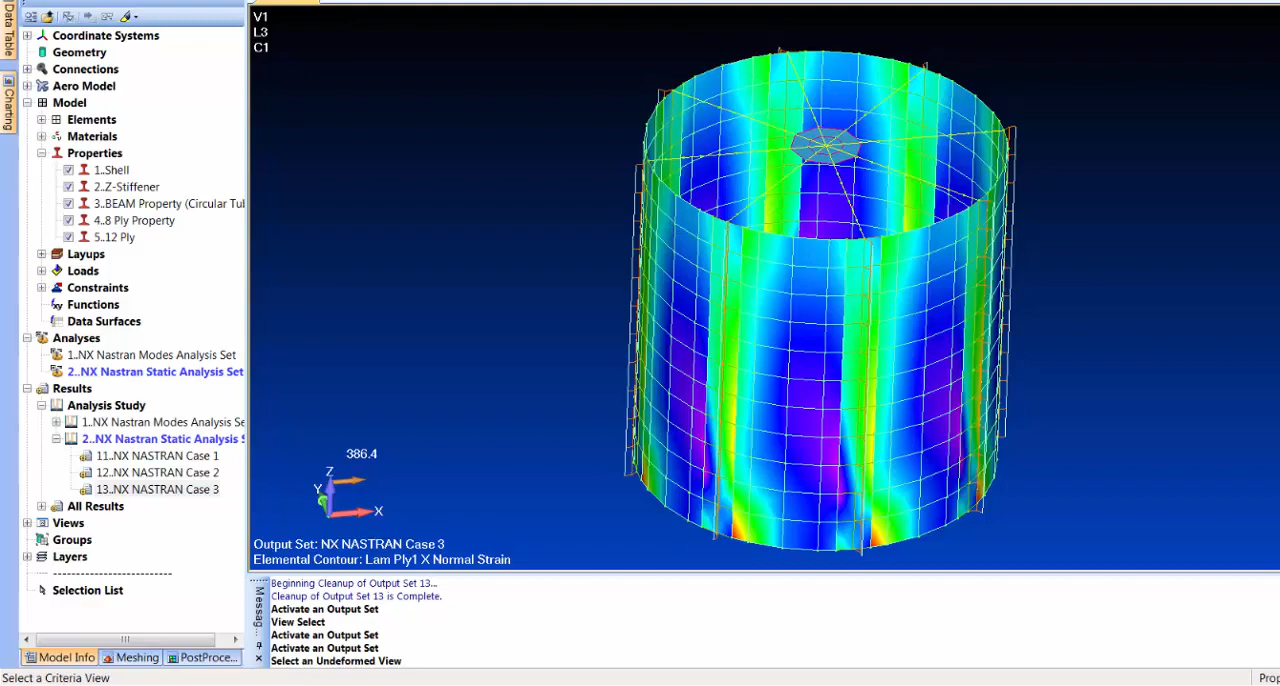 Data Table
Charting
Coordinate Systems
Geometry
Connections
Aero Model
Model
Elements
Materials
Properties
1..Shell
2..Z-Stiffener
3..BEAM Property (Circular Tu
4..8 Ply Property
5..12 Ply
Layups
Loads
Constraints
Functions
Data Surfaces
Analyses
1..NX Nastran Modes Analysis Set
2..NX Nastran Static Analysis Set
Results
Analysis Study
1..NX Nastran Modes Analysis Se
2..NX Nastran Static Analysis S
11..NX NASTRAN Case 1
12..NX NASTRAN Case 2
13..NX NASTRAN Case 3
All Results
Views
Groups
Layers
Selection List
Model Info
Meshing
PostProce...
V1
L3
C1
386.4
Z
Y
X
Output Set: NX NASTRAN Case 3
Elemental Contour: Lam Ply1 X Normal Strain
Messag...
Beginning Cleanup of Output Set 13...
Cleanup of Output Set 13 is Complete.
Activate an Output Set
View Select
Activate an Output Set
Activate an Output Set
Select an Undeformed View
Select a Criteria View
Prop